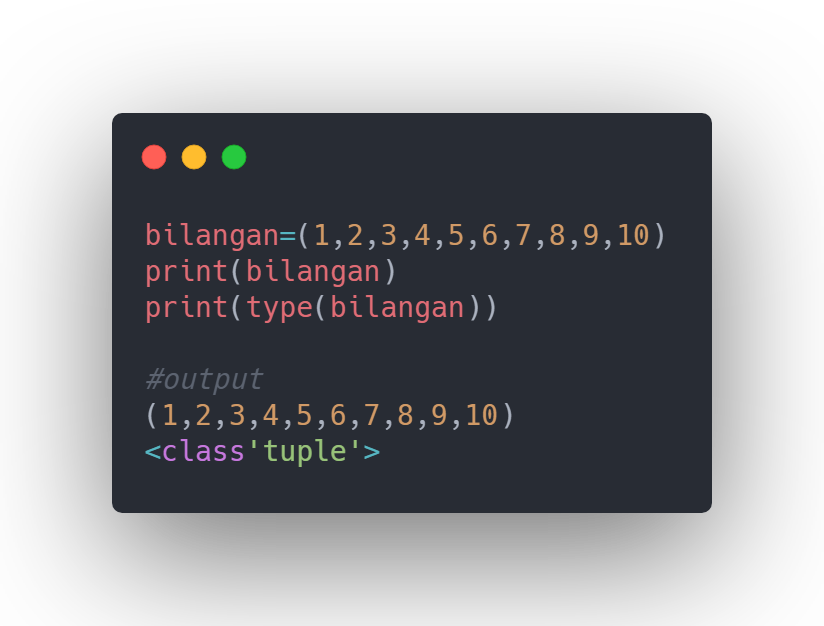 bilangan=(1,2,3,4,5,6,7,8,9,10)
print(bilangan)
print(type(bilangan))
#output
(1,2,3,4,5,6,7,8,9,10)
<class'tuple'>